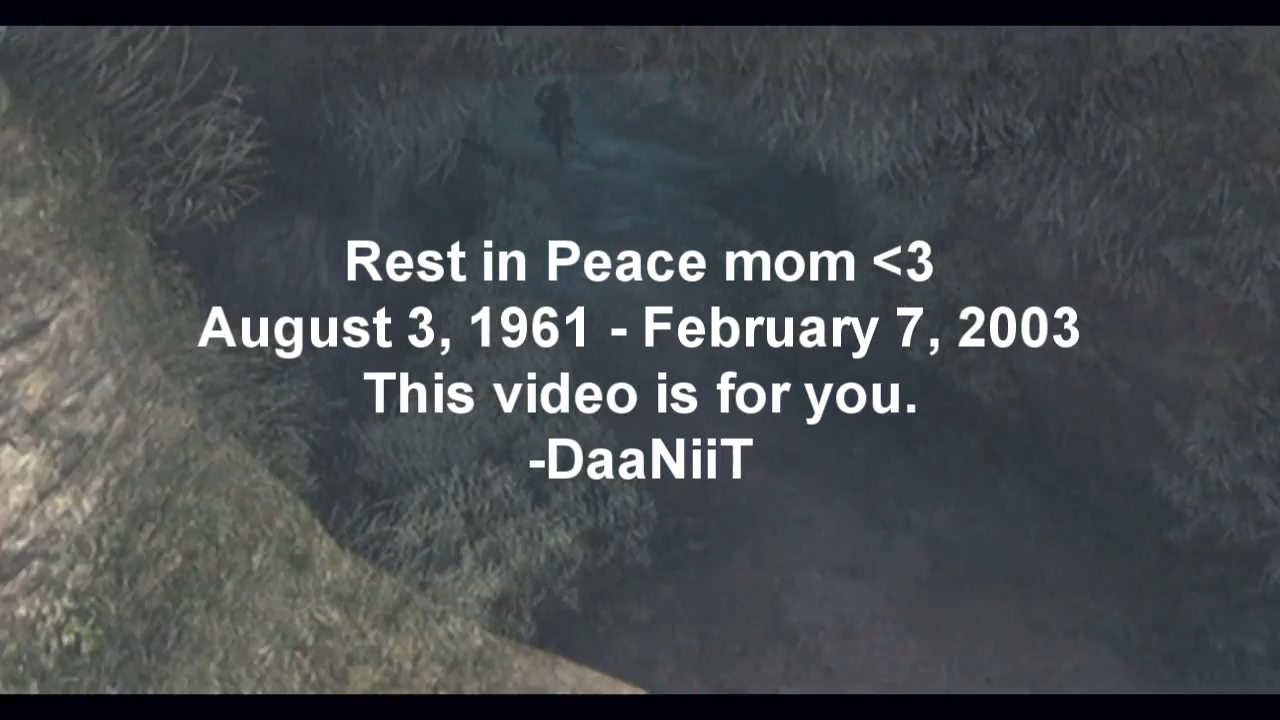 Rest in Peace mom <3
August 3, 1961 - February 7, 2003
This video is for you.
-DaaNiiT